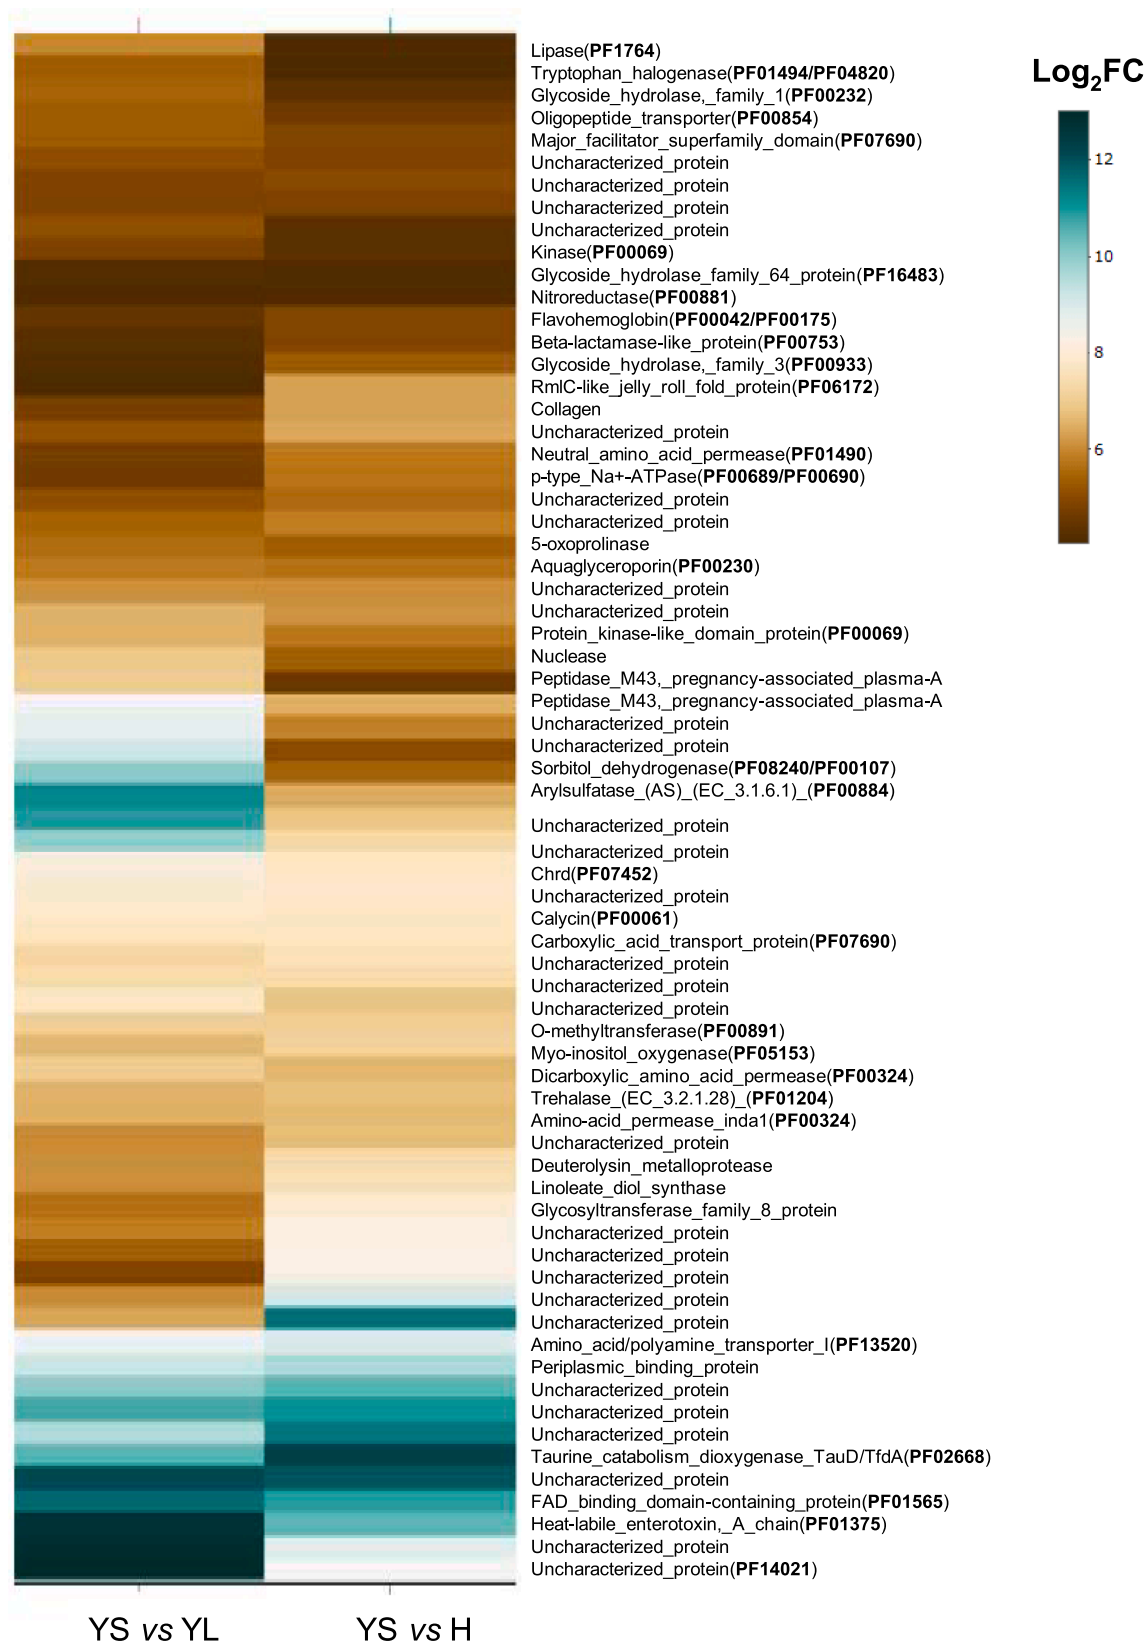 Lipase(PF1764)
Tryptophan_halogenase(PF01494/PF04820)
Glycoside_hydrolase,_family_1(PF00232)
Oligopeptide_transporter(PF00854)
Major_facilitator_superfamily_domain(PF07690)
Uncharacterized_protein
Uncharacterized_protein
Uncharacterized_protein
Uncharacterized_protein
Kinase(PF00069)
Glycoside_hydrolase_family_64_protein(PF16483)
Nitroreductase(PF00881)
Flavohemoglobin(PF00042/PF00175)
Beta-lactamase-like_protein(PF00753)
Glycoside_hydrolase,_family_3(PF00933)
RmlC-like_jelly_roll_fold_protein(PF06172)
Collagen
Uncharacterized_protein
Neutral_amino_acid_permease(PF01490)
p-type_Na+-ATPase(PF00689/PF00690)
Uncharacterized_protein
Uncharacterized_protein
5-oxoprolinase
Aquaglyceroporin(PF00230)
Uncharacterized_protein
Uncharacterized_protein
Protein_kinase-like_domain_protein(PF00069)
Nuclease
Peptidase_M43,_pregnancy-associated_plasma-A
Peptidase_M43,_pregnancy-associated_plasma-A
Uncharacterized_protein
Uncharacterized_protein
Sorbitol_dehydrogenase(PF08240/PF00107)
Arylsulfatase_(AS)_(EC_3.1.6.1)_(PF00884)
Uncharacterized_protein
Uncharacterized_protein
Chrd(PF07452)
Uncharacterized_protein
Calycin(PF00061)
Carboxylic_acid_transport_protein(PF07690)
Uncharacterized_protein
Uncharacterized_protein
Uncharacterized_protein
O-methyltransferase(PF00891)
Myo-inositol_oxygenase(PF05153)
Dicarboxylic_amino_acid_permease(PF00324)
Trehalase_(EC_3.2.1.28)_(PF01204)
Amino-acid_permease_inda1(PF00324)
Uncharacterized_protein
Deuterolysin_metalloprotease
Linoleate_diol_synthase
Glycosyltransferase_family_8_protein
Uncharacterized_protein
Uncharacterized_protein
Uncharacterized_protein
Uncharacterized_protein
Uncharacterized_protein
Amino_acid/polyamine_transporter_I(PF13520)
Periplasmic_binding_protein
Uncharacterized_protein
Uncharacterized_protein
Uncharacterized_protein
Taurine_catabolism_dioxygenase_TauD/TfdA(PF02668)
Uncharacterized_protein
FAD_binding_domain-containing_protein(PF01565)
Heat-labile_enterotoxin,_A_chain(PF01375)
Uncharacterized_protein
Uncharacterized_protein(PF14021)
Log2FC
12
10
8
6
YS vs YL
YS vs H